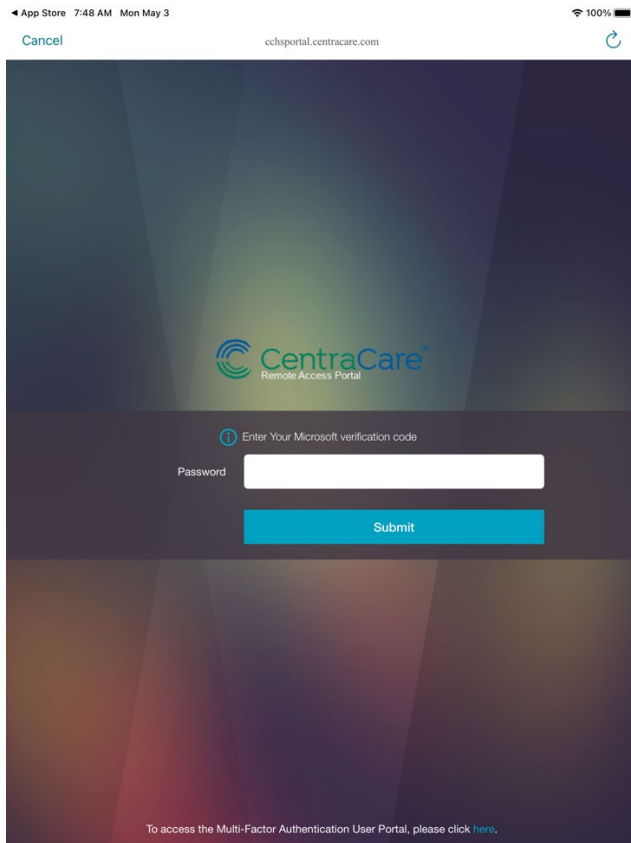 ◀ App Store 7:48 AM Mon May 3 100%
Cancel cchsportal.centracare.com
CentraCare™
Remote Access Portal
Enter Your Microsoft verification code
Password
Submit
To access the Multi-Factor Authentication User Portal, please click here.